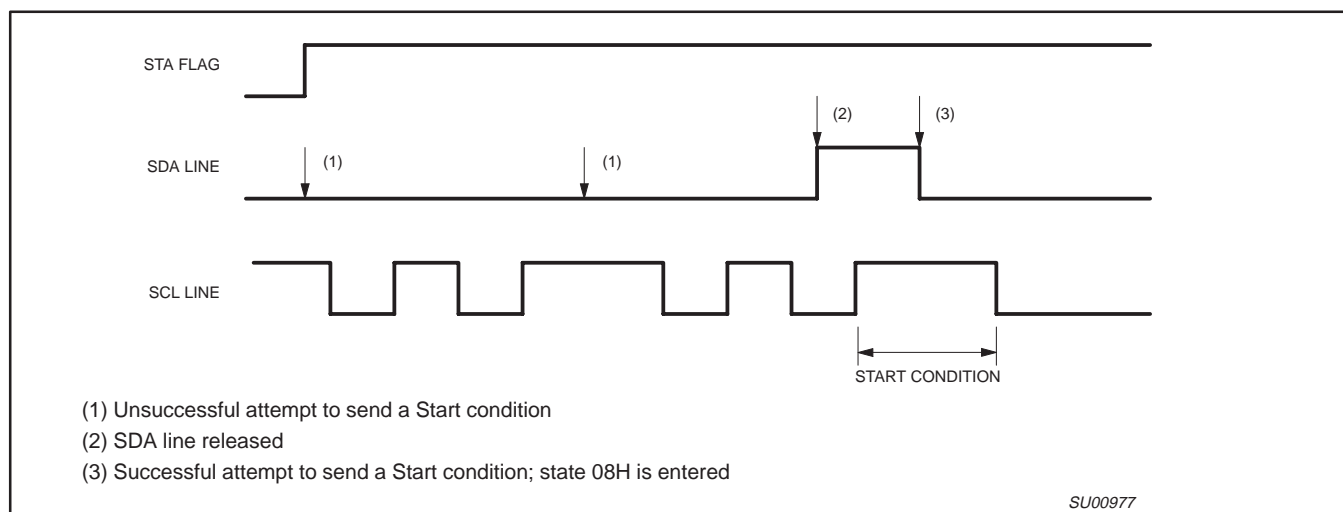 STA FLAG
(2)
(3)
SDA LINE
(1)
(1)
SCL LINE
START CONDITION
(1) Unsuccessful attempt to send a Start condition
(2) SDA line released
(3) Successful attempt to send a Start condition; state 08H is entered
SU00977